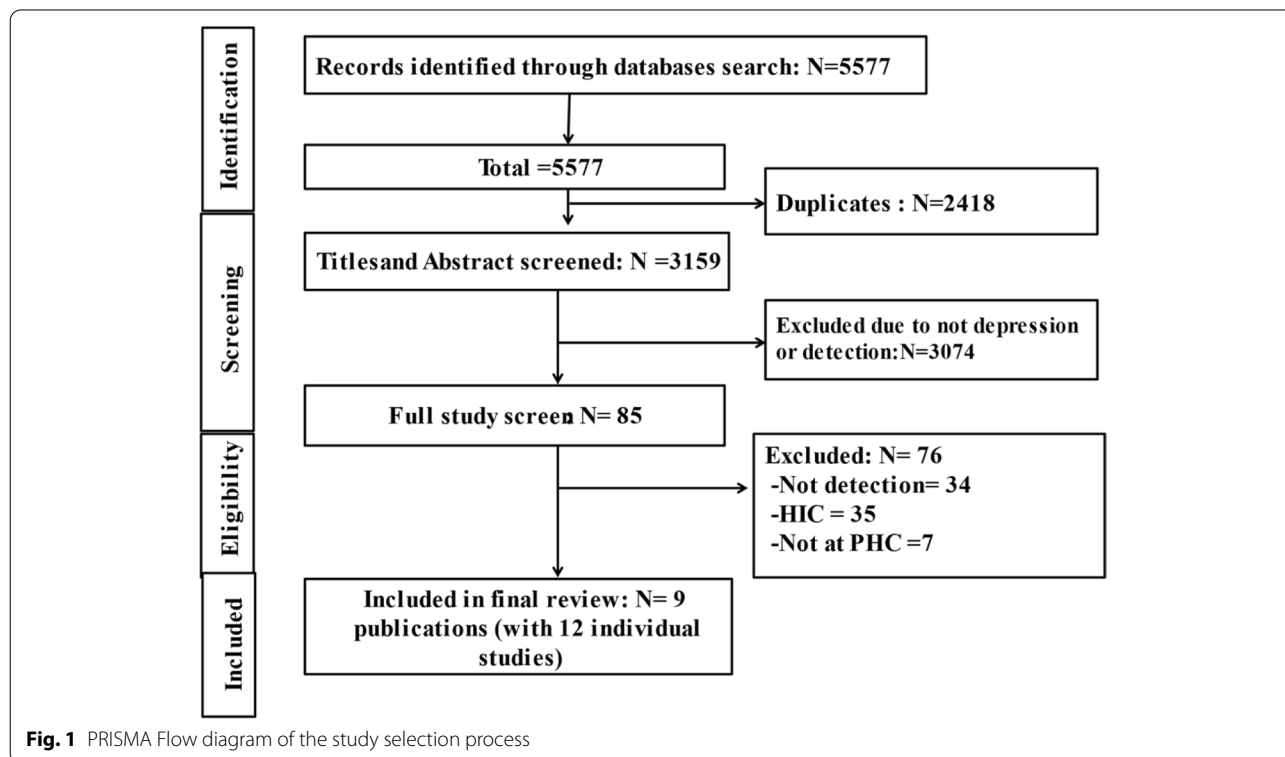 Identification
Records identified through databases search: N=5577
Total =5577
Duplicates : N=2418
Screening
Titlesand Abstract screened: N =3159
Excluded due to not depression
or detection:N=3074
Full study screen N= 85
Eligibility
Excluded: N= 76
-Not detection= 34
-HIC = 35
-Not at PHC =7
Included
Included in final review: N= 9
publications (with 12 individual
studies)
Fig. 1 PRISMA Flow diagram of the study selection process